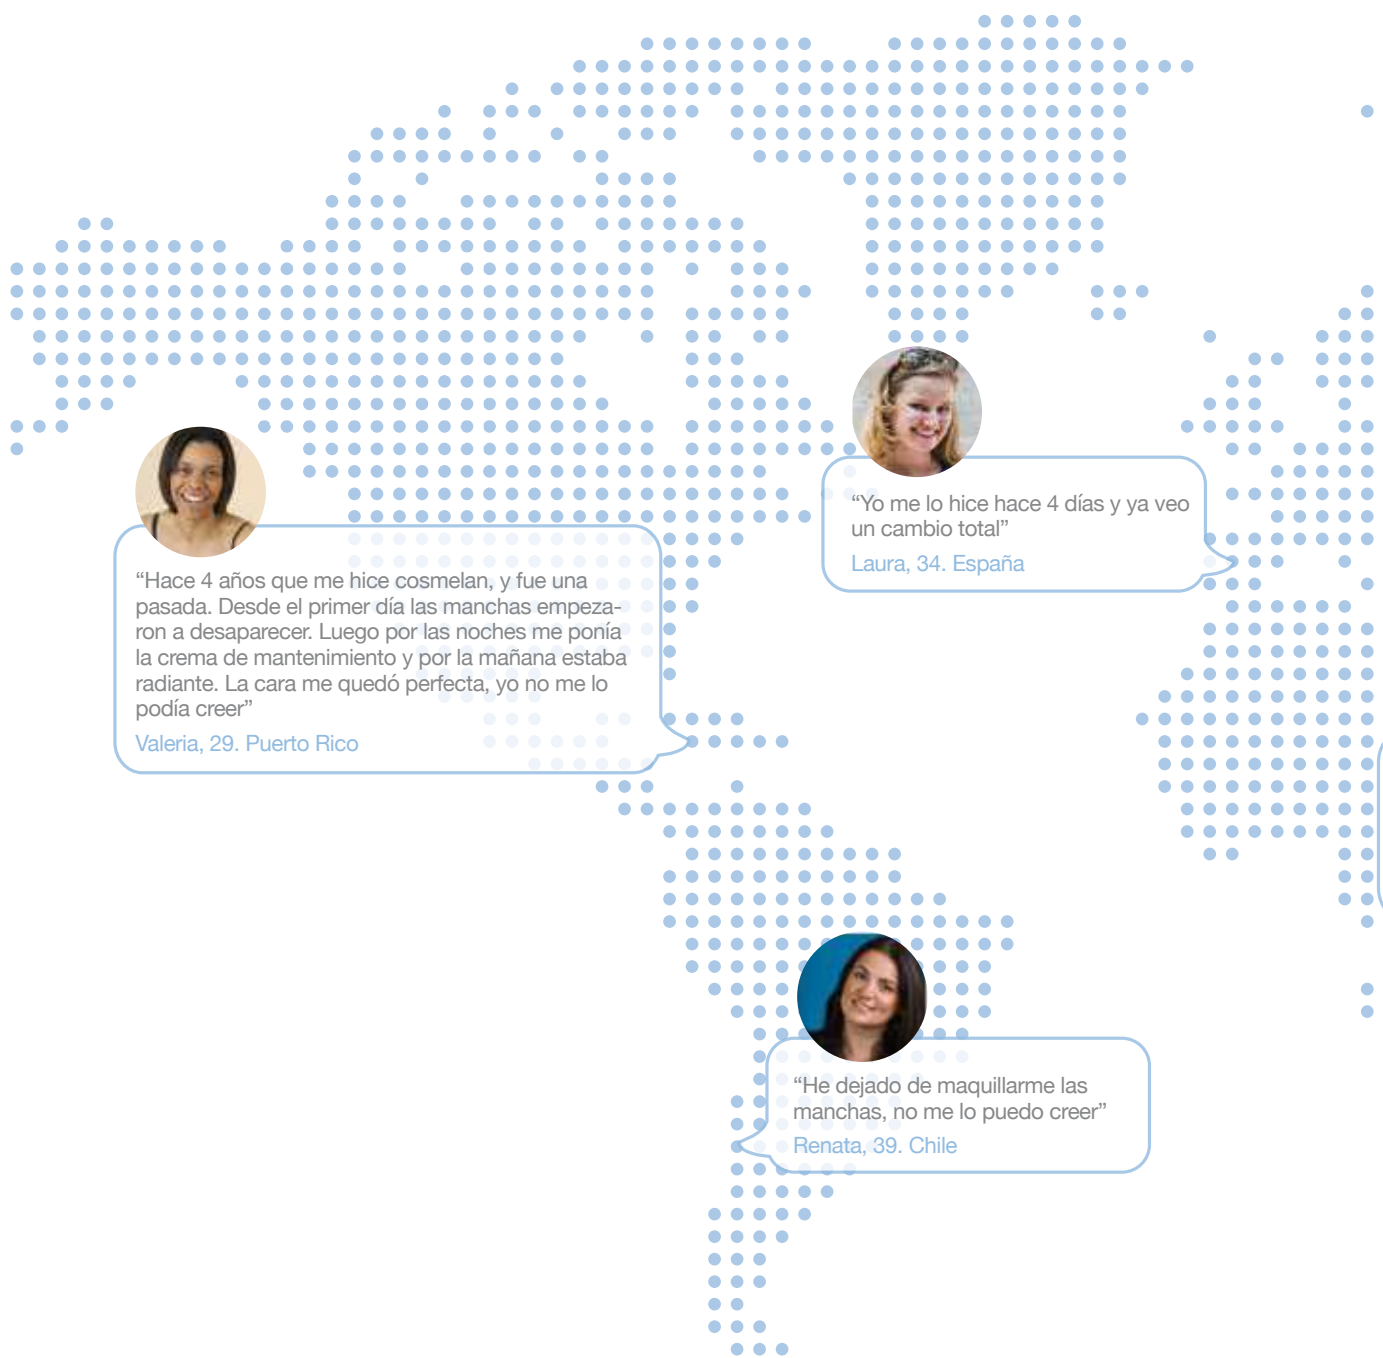 “Yo me lo hice hace 4 días y ya veo
un cambio total”
Laura, 34. España
“Hace 4 años que me hice cosmelan, y fue una
pasada. Desde el primer día las manchas empeza-
ron a desaparecer. Luego por las noches me ponía
la crema de mantenimiento y por la mañana estaba
radiante. La cara me quedó perfecta, yo no me lo
podía creer”
Valeria, 29. Puerto Rico
“He dejado de maquillarme las
manchas, no me lo puedo creer”
Renata, 39. Chile